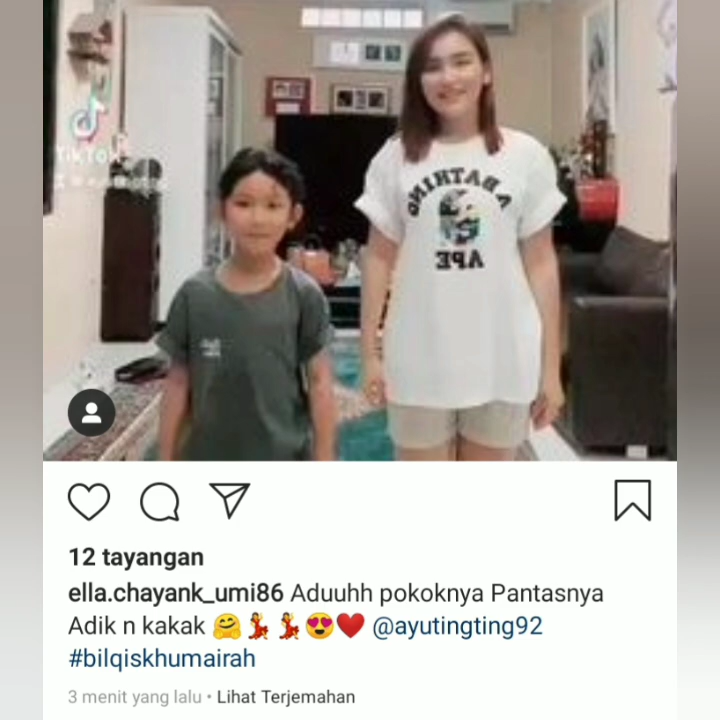 TikTok
A BATHING
APE
12 tayangan
ella.chayank_umi86 Aduuhh pokoknya Pantasnya
Adik n kakak 🤗💃💃😍❤️ @ayutingting92
#bilqiskhumairah
3 menit yang lalu • Lihat Terjemahan